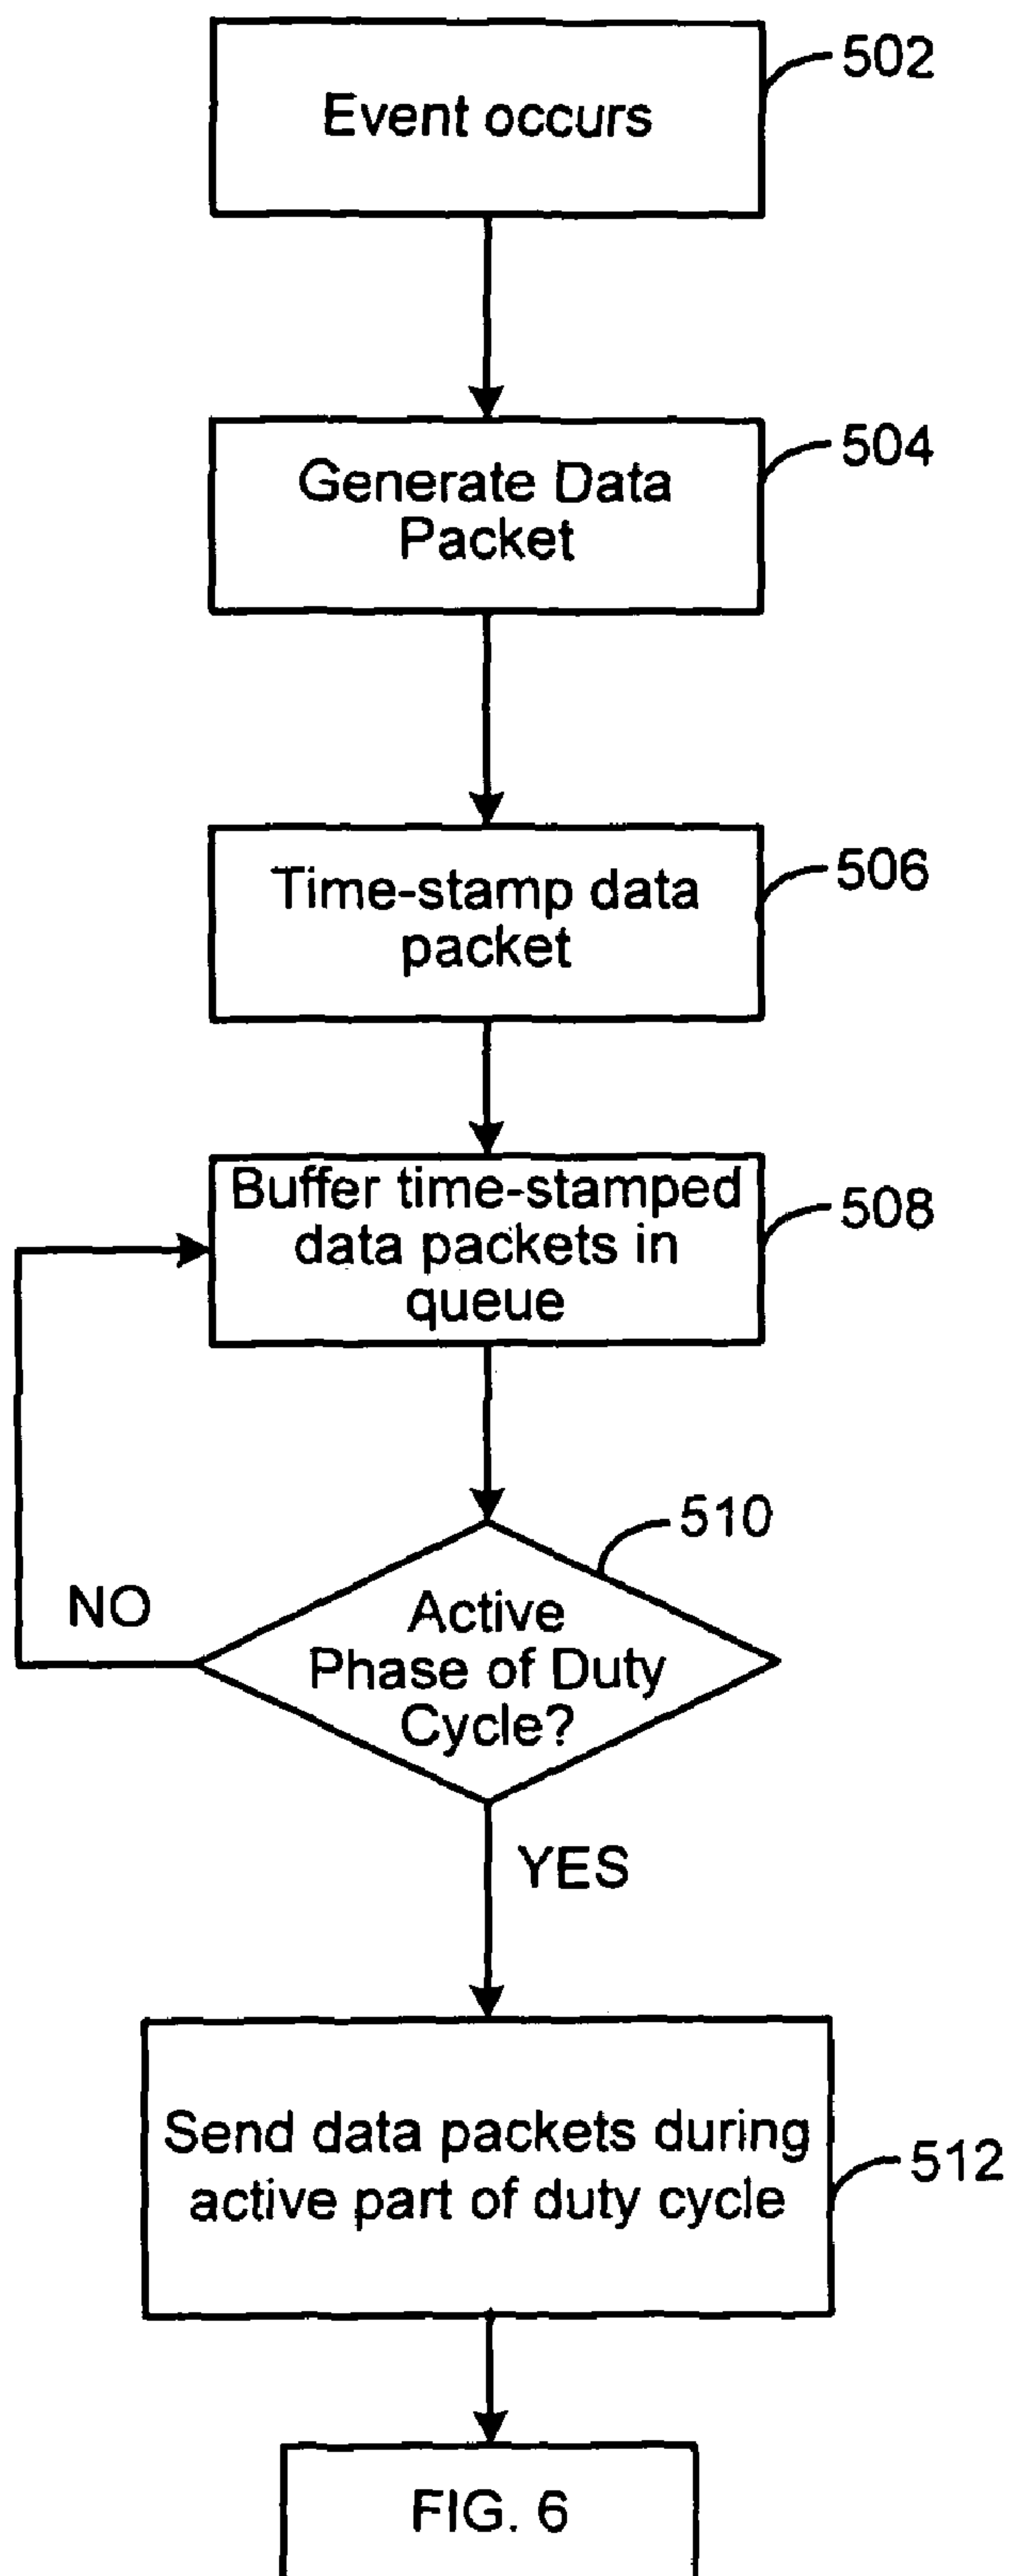 Event occurs
502
Generate Data
Packet
504
Time-stamp data
packet
506
Buffer time-stamped
data packets in
queue
508
510
Active
Phase of Duty
Cycle?
NO
YES
Send data packets during
active part of duty cycle
512
FIG. 6